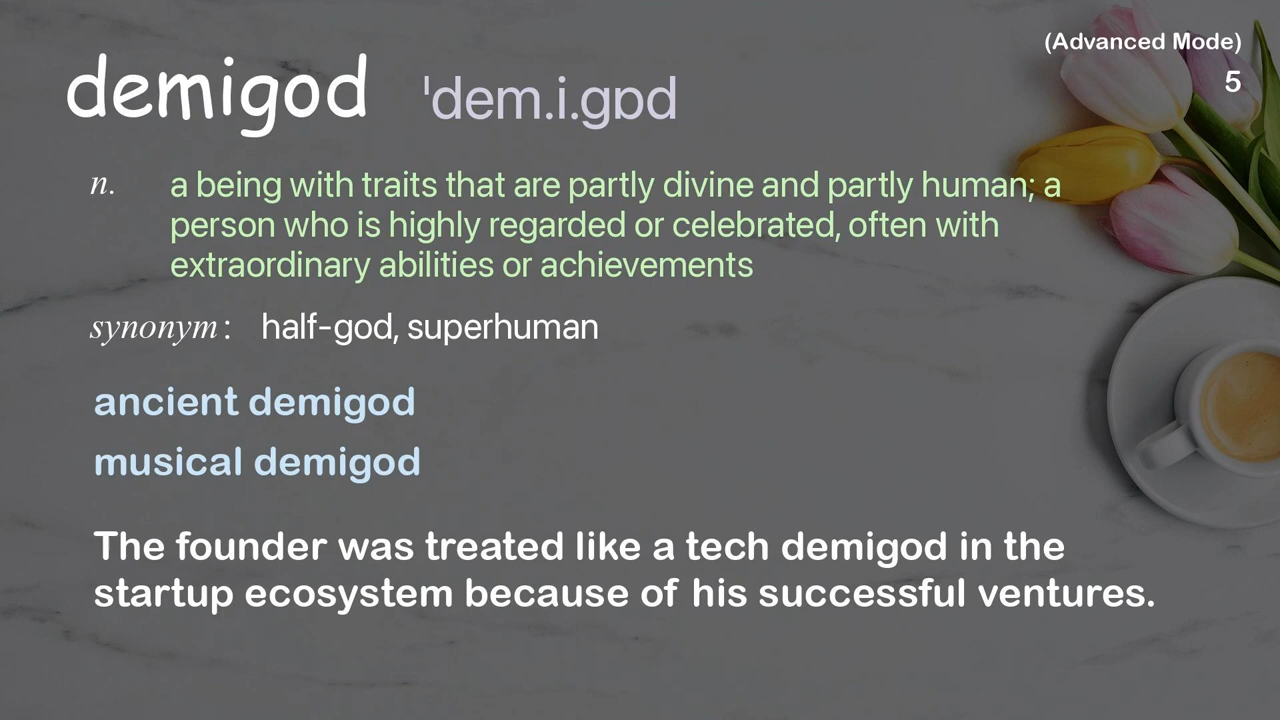 (Advanced Mode)
demigod ˈdem.i.ɡɒd
5
n. a being with traits that are partly divine and partly human; a
person who is highly regarded or celebrated, often with
extraordinary abilities or achievements
synonym: half-god, superhuman
ancient demigod
musical demigod
The founder was treated like a tech demigod in the
startup ecosystem because of his successful ventures.